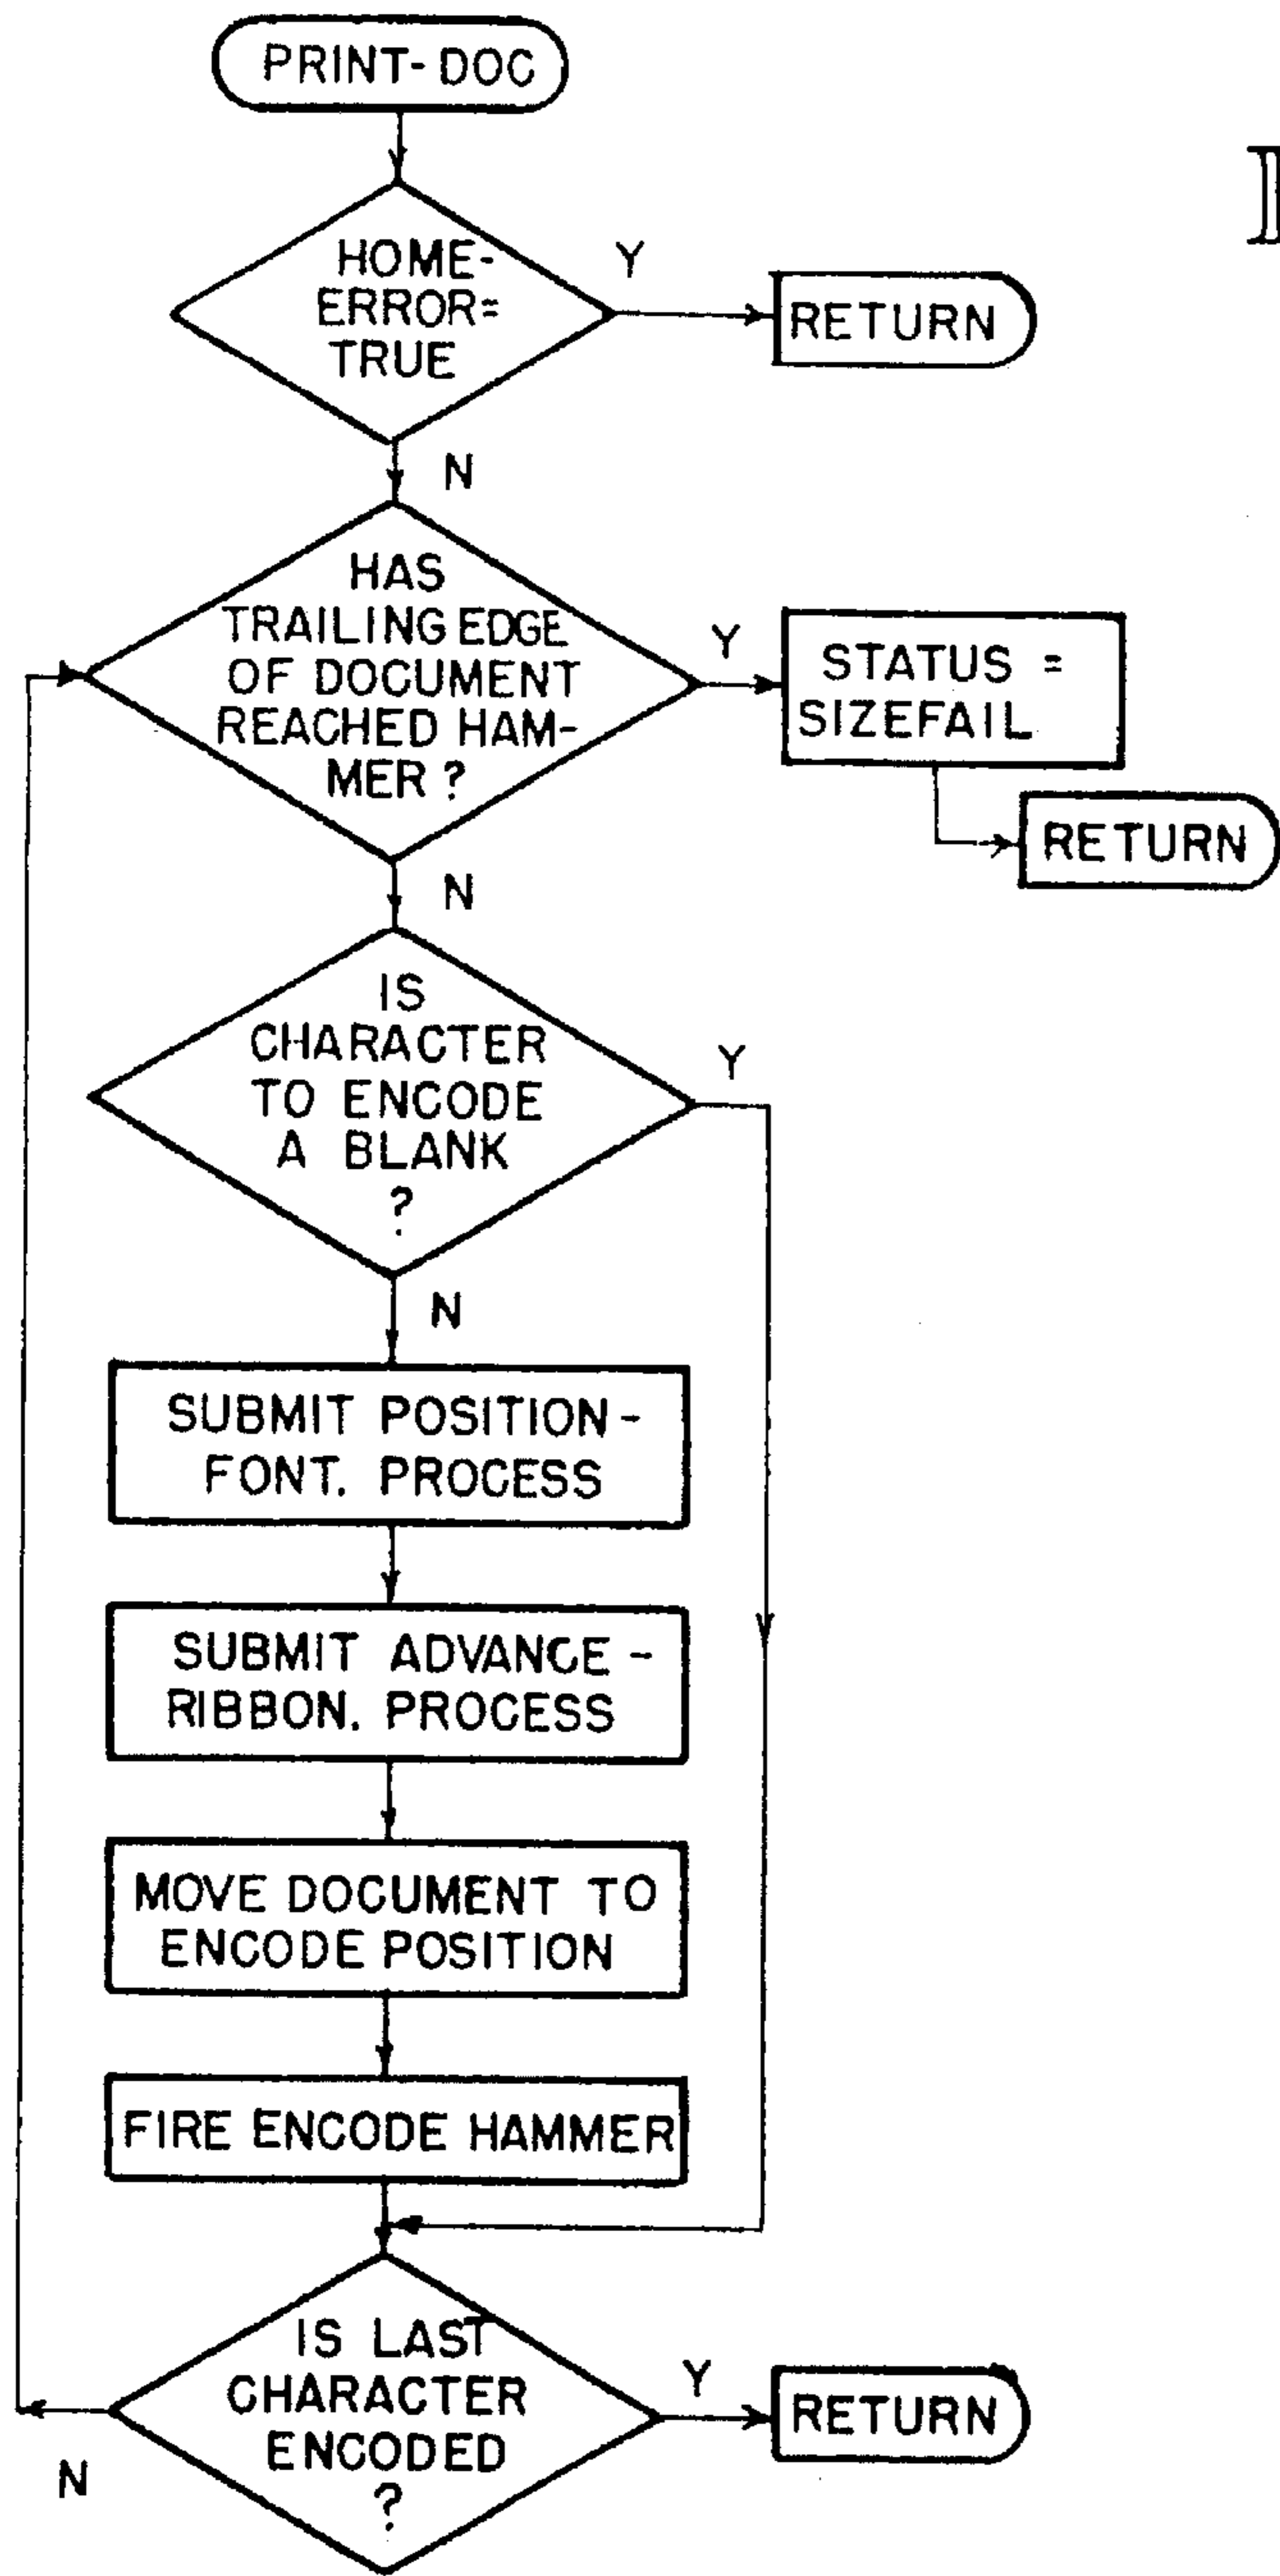 PRINT-DOC
HOME-
ERROR=
TRUE
Y
RETURN
N
HAS
TRAILING EDGE
OF DOCUMENT
REACHED HAM-
MER ?
Y
STATUS =
SIZEFAIL
RETURN
N
IS
CHARACTER
TO ENCODE
A BLANK
?
Y
N
SUBMIT POSITION-
FONT. PROCESS
SUBMIT ADVANCE-
RIBBON. PROCESS
MOVE DOCUMENT TO
ENCODE POSITION
FIRE ENCODE HAMMER
IS LAST
CHARACTER
ENCODED
?
Y
RETURN
N